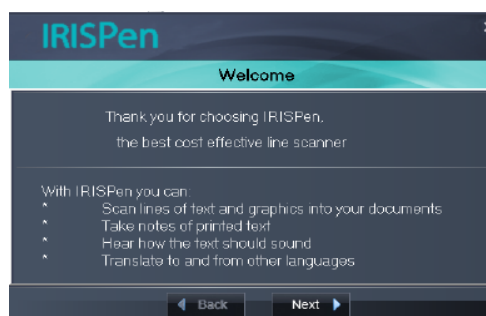 IRISPen
Welcome
Thank you for choosing IRISPen,
the best cost effective line scanner
With IRISPen you can:
* Scan lines of text and graphics into your documents
* Take notes of printed text
* Hear how the text should sound
* Translate to and from other languages
Back Next